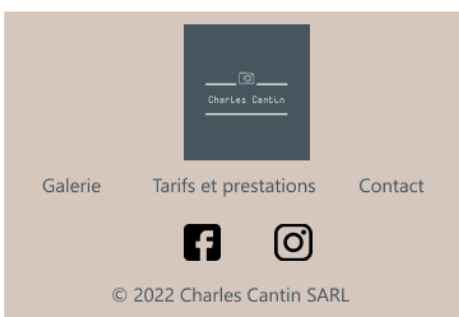 Charles Cantin
Galerie Tarifs et prestations Contact
© 2022 Charles Cantin SARL